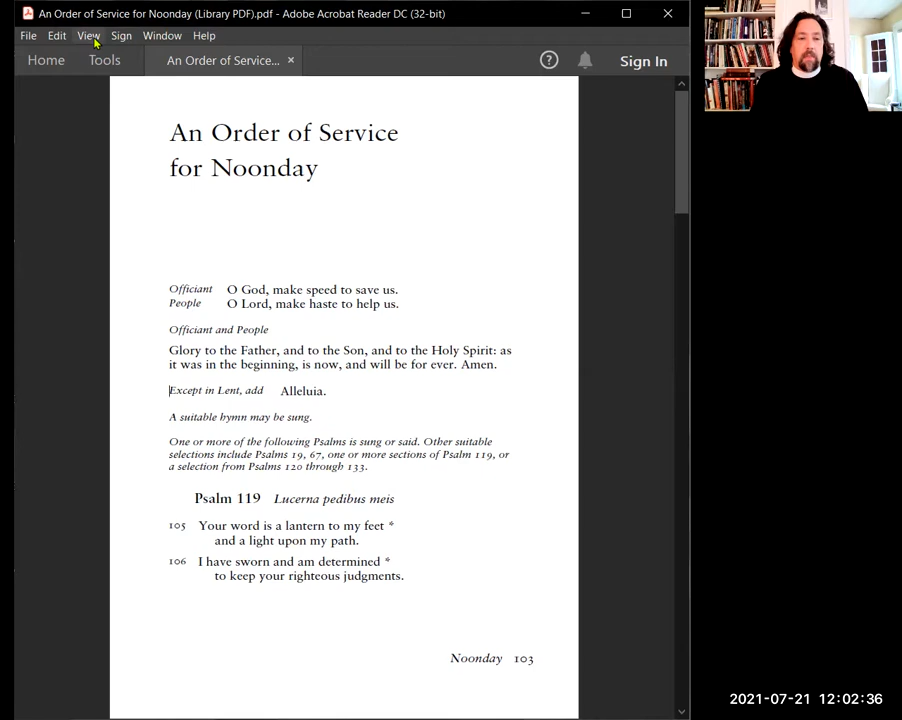 An Order of Service for Noonday (Library PDF).pdf - Adobe Acrobat Reader DC (32-bit)
File Edit View Sign Window Help
Home Tools An Order of Service... × Sign In
An Order of Service
for Noonday
Officiant O God, make speed to save us.
People O Lord, make haste to help us.
Officiant and People
Glory to the Father, and to the Son, and to the Holy Spirit: as
it was in the beginning, is now, and will be for ever. Amen.
Except in Lent, add Alleluia.
A suitable hymn may be sung.
One or more of the following Psalms is sung or said. Other suitable
selections include Psalms 19, 67, one or more sections of Psalm 119, or
a selection from Psalms 120 through 133.
Psalm 119 Lucerna pedibus meis
105 Your word is a lantern to my feet *
and a light upon my path.
106 I have sworn and am determined *
to keep your righteous judgments.
Noonday 103
2021-07-21 12:02:36